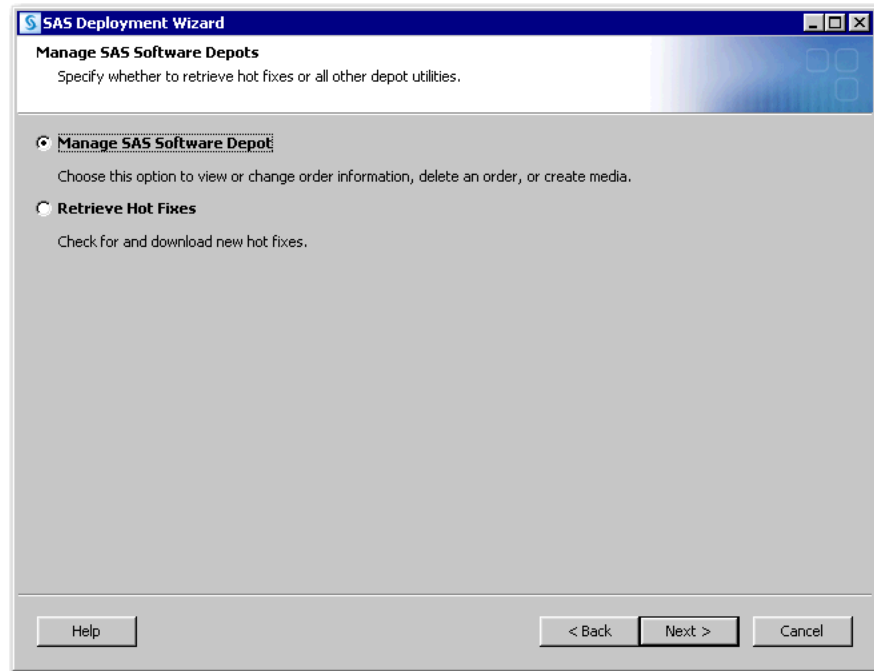 SAS Deployment Wizard
Manage SAS Software Depots
Specify whether to retrieve hot fixes or all other depot utilities.
Manage SAS Software Depot
Choose this option to view or change order information, delete an order, or create media.
Retrieve Hot Fixes
Check for and download new hot fixes.
Help
< Back
Next >
Cancel